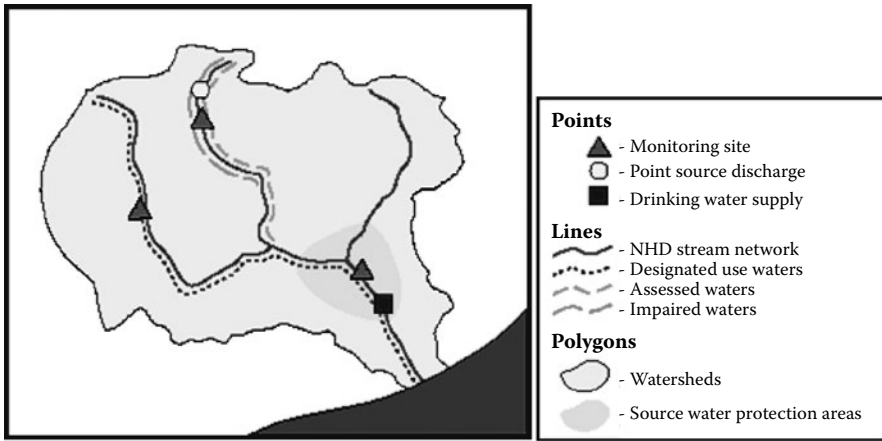 Points
- Monitoring site
- Point source discharge
- Drinking water supply
Lines
- NHD stream network
- Designated use waters
- Assessed waters
- Impaired waters
Polygons
- Watersheds
- Source water protection areas